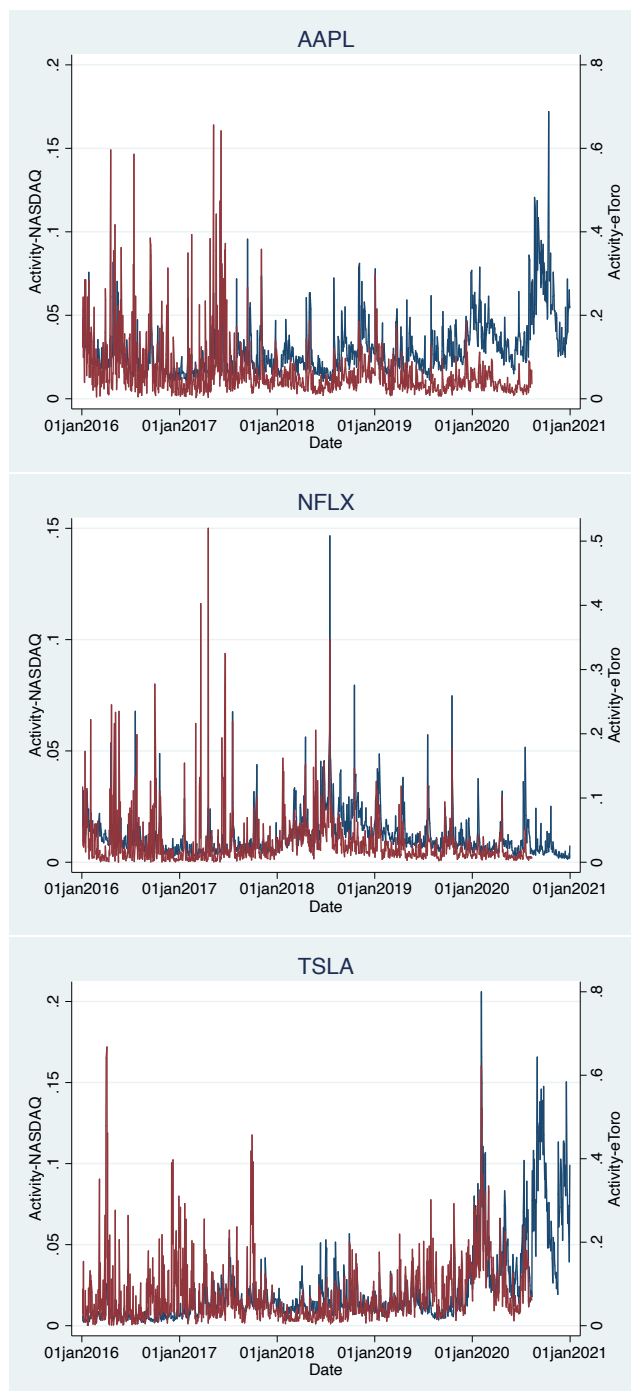 AAPL
.2
.15
.1
.05
0
Activity-NASDAQ
.8
.6
.4
.2
0
Activity-eToro
01jan2016 01jan2017 01jan2018 01jan2019 01jan2020 01jan2021
Date
NFLX
.15
.1
.05
0
Activity-NASDAQ
.5
.4
.3
.2
.1
0
Activity-eToro
01jan2016 01jan2017 01jan2018 01jan2019 01jan2020 01jan2021
Date
TSLA
.2
.15
.1
.05
0
Activity-NASDAQ
.8
.6
.4
.2
0
Activity-eToro
01jan2016 01jan2017 01jan2018 01jan2019 01jan2020 01jan2021
Date